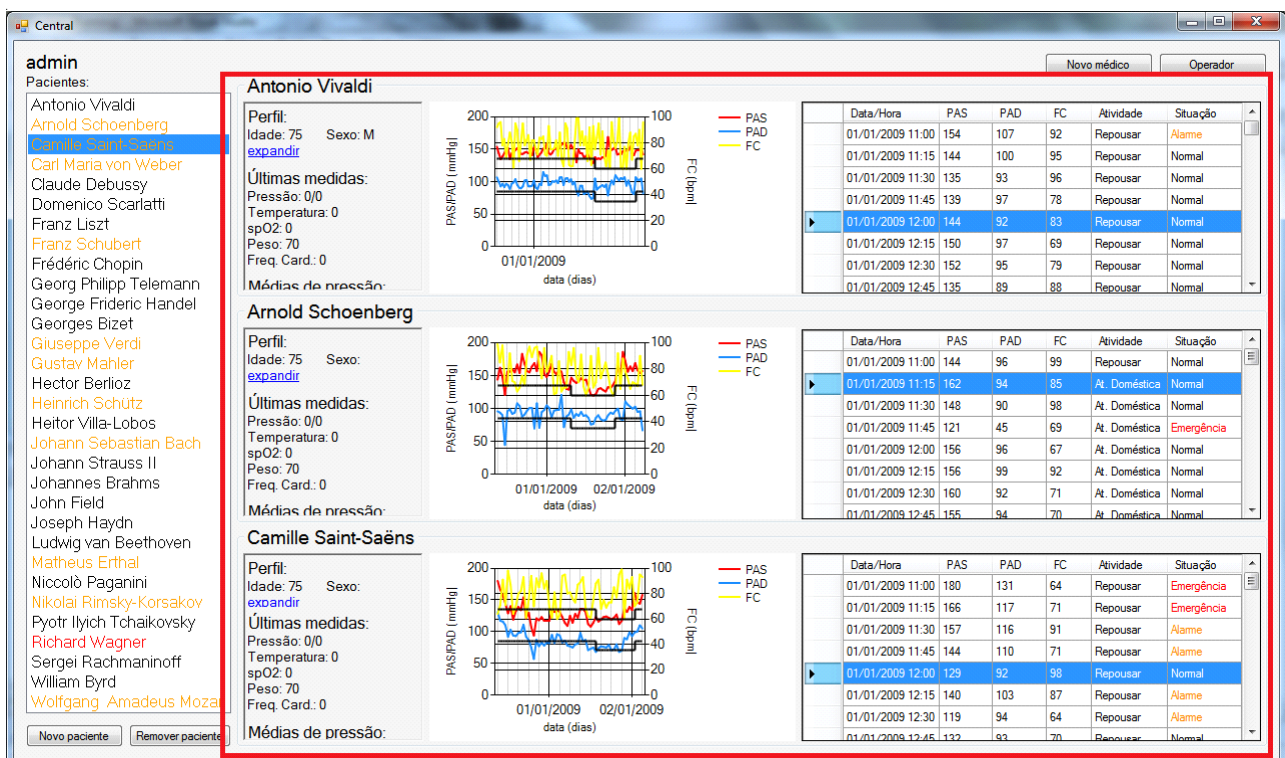 Central
admin
Pacientes:
Novo médico
Operador
Antonio Vivaldi
Arnold Schoenberg
Camille Saint-Saëns
Carl Maria von Weber
Claude Debussy
Domenico Scarlatti
Franz Liszt
Franz Schubert
Frédéric Chopin
Georg Philipp Telemann
George Frideric Handel
Georges Bizet
Giuseppe Verdi
Gustav Mahler
Hector Berlioz
Heinrich Schütz
Heitor Villa-Lobos
Johann Sebastian Bach
Johann Strauss II
Johannes Brahms
John Field
Joseph Haydn
Ludwig van Beethoven
Matheus Erthal
Niccolò Paganini
Nikolai Rimsky-Korsakov
Pyotr Ilyich Tchaikovsky
Richard Wagner
Sergei Rachmaninoff
William Byrd
Wolfgang Amadeus Mozar
Novo paciente
Remover paciente
Antonio Vivaldi
Perfil:
Idade: 75 Sexo: M
expandir
Últimas medidas:
Pressão: 0/0
Temperatura: 0
spO2: 0
Peso: 70
Freq. Card.: 0
Médias de pressão:
200
150
100
50
0
PAS/PAD (mmHg)
100
80
60
40
20
0
FC (bpm)
01/01/2009
data (dias)
PAS
PAD
FC
Data/Hora PAS PAD FC Atividade Situação
01/01/2009 11:00 154 107 92 Repousar Alarme
01/01/2009 11:15 144 100 95 Repousar Normal
01/01/2009 11:30 135 93 96 Repousar Normal
01/01/2009 11:45 139 97 78 Repousar Normal
01/01/2009 12:00 144 92 83 Repousar Normal
01/01/2009 12:15 150 97 69 Repousar Normal
01/01/2009 12:30 152 95 79 Repousar Normal
01/01/2009 12:45 135 89 88 Repousar Normal
Arnold Schoenberg
Perfil:
Idade: 75 Sexo:
expandir
Últimas medidas:
Pressão: 0/0
Temperatura: 0
spO2: 0
Peso: 70
Freq. Card.: 0
Médias de pressão:
200
150
100
50
0
PAS/PAD (mmHg)
100
80
60
40
20
0
FC (bpm)
01/01/2009 02/01/2009
data (dias)
PAS
PAD
FC
Data/Hora PAS PAD FC Atividade Situação
01/01/2009 11:00 144 96 99 Repousar Normal
01/01/2009 11:15 162 94 85 At. Doméstica Normal
01/01/2009 11:30 148 90 98 At. Doméstica Normal
01/01/2009 11:45 121 45 69 At. Doméstica Emergência
01/01/2009 12:00 156 96 67 At. Doméstica Normal
01/01/2009 12:15 156 99 92 At. Doméstica Normal
01/01/2009 12:30 160 92 71 At. Doméstica Normal
01/01/2009 12:45 155 94 70 At. Doméstica Normal
Camille Saint-Saëns
Perfil:
Idade: 75 Sexo:
expandir
Últimas medidas:
Pressão: 0/0
Temperatura: 0
spO2: 0
Peso: 70
Freq. Card.: 0
Médias de pressão:
200
150
100
50
0
PAS/PAD (mmHg)
100
80
60
40
20
0
FC (bpm)
01/01/2009 02/01/2009
data (dias)
PAS
PAD
FC
Data/Hora PAS PAD FC Atividade Situação
01/01/2009 11:00 180 131 64 Repousar Emergência
01/01/2009 11:15 166 117 71 Repousar Emergência
01/01/2009 11:30 157 116 91 Repousar Alarme
01/01/2009 11:45 144 110 71 Repousar Alarme
01/01/2009 12:00 129 92 98 Repousar Normal
01/01/2009 12:15 140 103 87 Repousar Alarme
01/01/2009 12:30 119 94 64 Repousar Alarme
01/01/2009 12:45 132 93 70 Repousar Normal